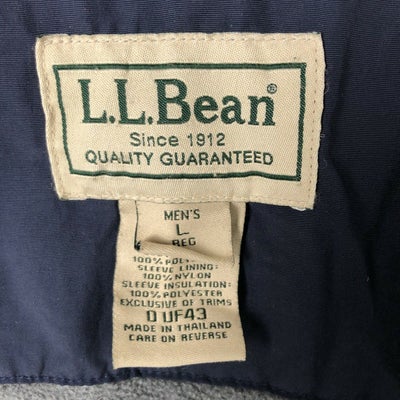 L.L.Bean®
Since 1912
QUALITY GUARANTEED
MEN'S
L
REG
100% POLYESTER
SLEEVE LINING:
100% NYLON
SLEEVE INSULATION:
100% POLYESTER
EXCLUSIVE OF TRIMS
0 UF43
MADE IN THAILAND
CARE ON REVERSE